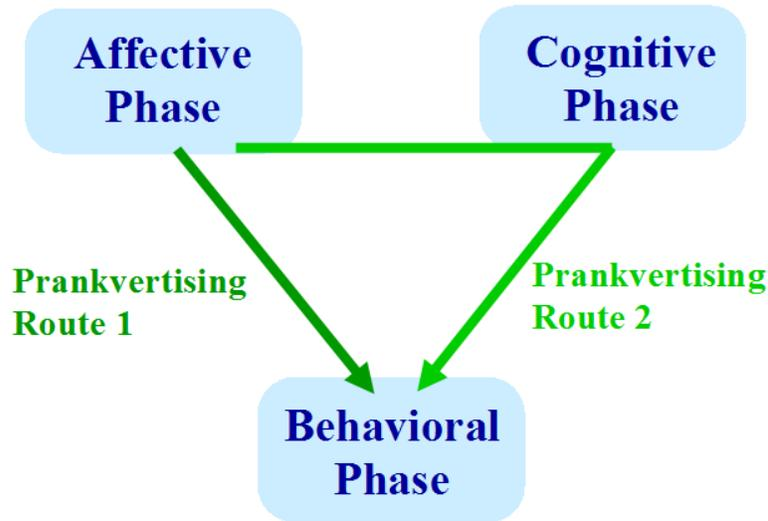 Affective
Phase
Cognitive
Phase
Prankvertising
Route 1
Prankvertising
Route 2
Behavioral
Phase